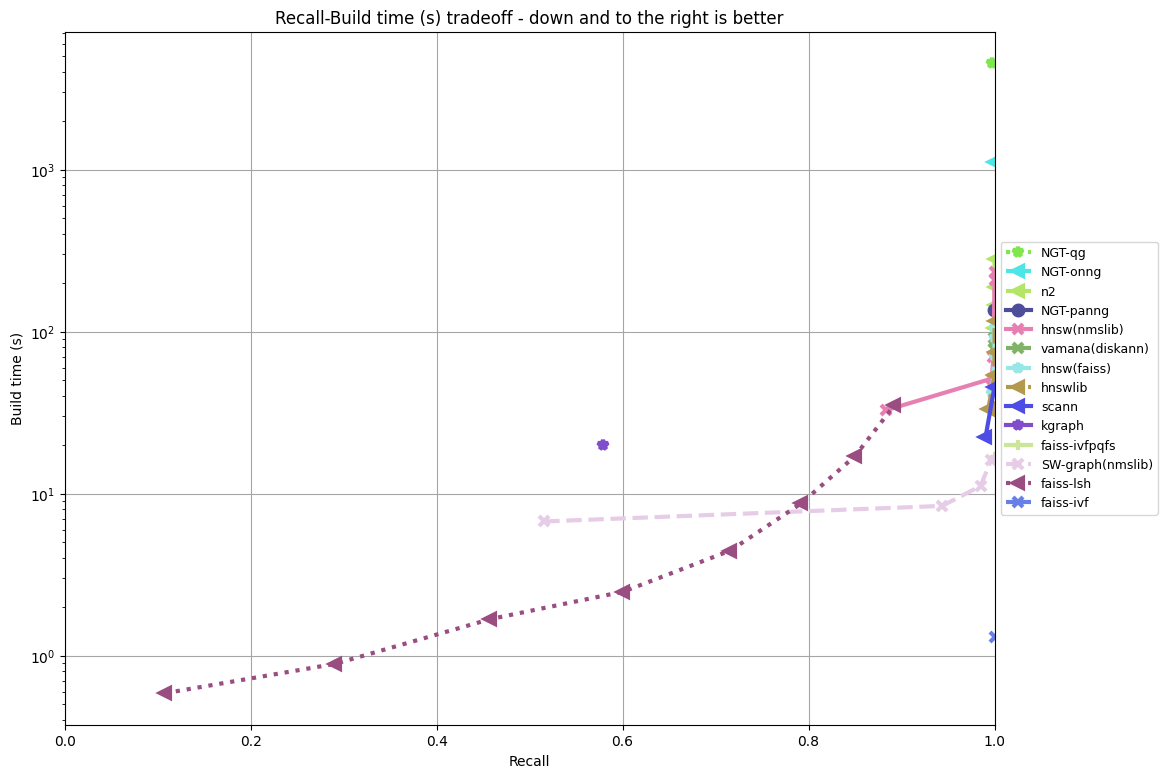 Recall-Build time (s) tradeoff - down and to the right is better
Build time (s)
10³
10²
10¹
10⁰
0.0 0.2 0.4 0.6 0.8 1.0
Recall
NGT-qg
NGT-onng
n2
NGT-panng
hnsw(nmslib)
vamana(diskann)
hnsw(faiss)
hnswlib
scann
kgraph
faiss-ivfpqfs
SW-graph(nmslib)
faiss-lsh
faiss-ivf